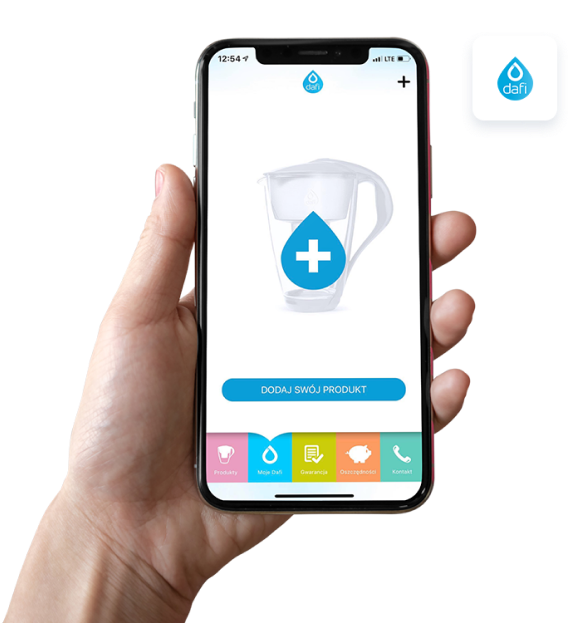 12:54
LTE
dafi
+
DODAJ SWÓJ PRODUKT
Produkty
Moje Dafi
Gwarancja
Oszczędności
Kontakt
dafi